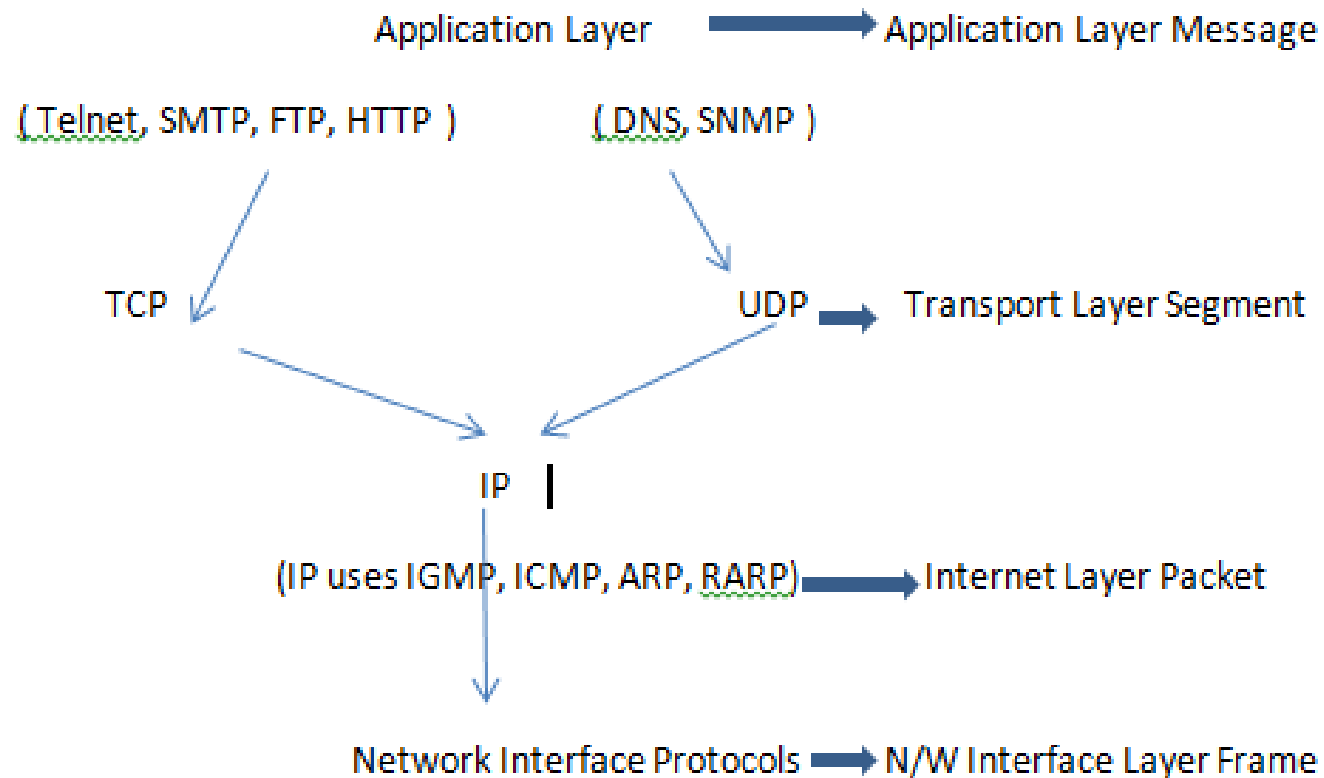 Application Layer Application Layer Message
( Telnet, SMTP, FTP, HTTP ) ( DNS, SNMP )
TCP UDP Transport Layer Segment
IP
(IP uses IGMP, ICMP, ARP, RARP) Internet Layer Packet
Network Interface Protocols N/W Interface Layer Frame